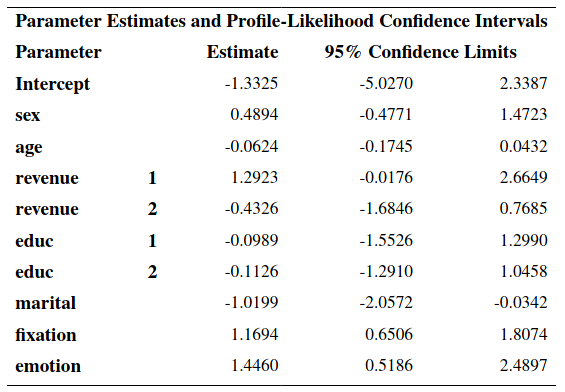 Parameter Estimates and Profile-Likelihood Confidence Intervals
Parameter Estimate 95% Confidence Limits
Intercept -1.3325 -5.0270 2.3387
sex 0.4894 -0.4771 1.4723
age -0.0624 -0.1745 0.0432
revenue 1 1.2923 -0.0176 2.6649
revenue 2 -0.4326 -1.6846 0.7685
educ 1 -0.0989 -1.5526 1.2990
educ 2 -0.1126 -1.2910 1.0458
marital -1.0199 -2.0572 -0.0342
fixation 1.1694 0.6506 1.8074
emotion 1.4460 0.5186 2.4897